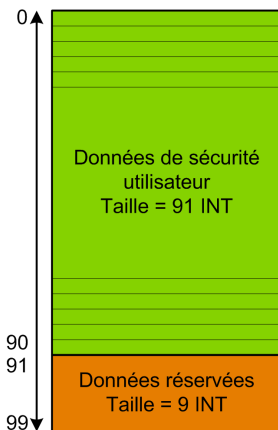 0
Données de sécurité
utilisateur
Taille = 91 INT
90
91
Données réservées
Taille = 9 INT
99